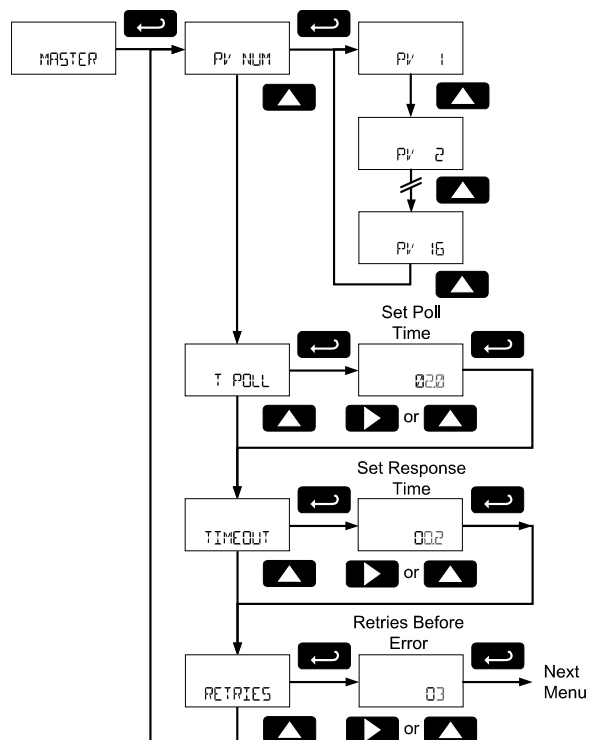 MASTER
PV NUM
PV 1
PV 2
PV 16
Set Poll
Time
T POLL
02.0
or
Set Response
Time
TIMEOUT
00.2
or
Retries Before
Error
RETRIES
03
Next
Menu
or